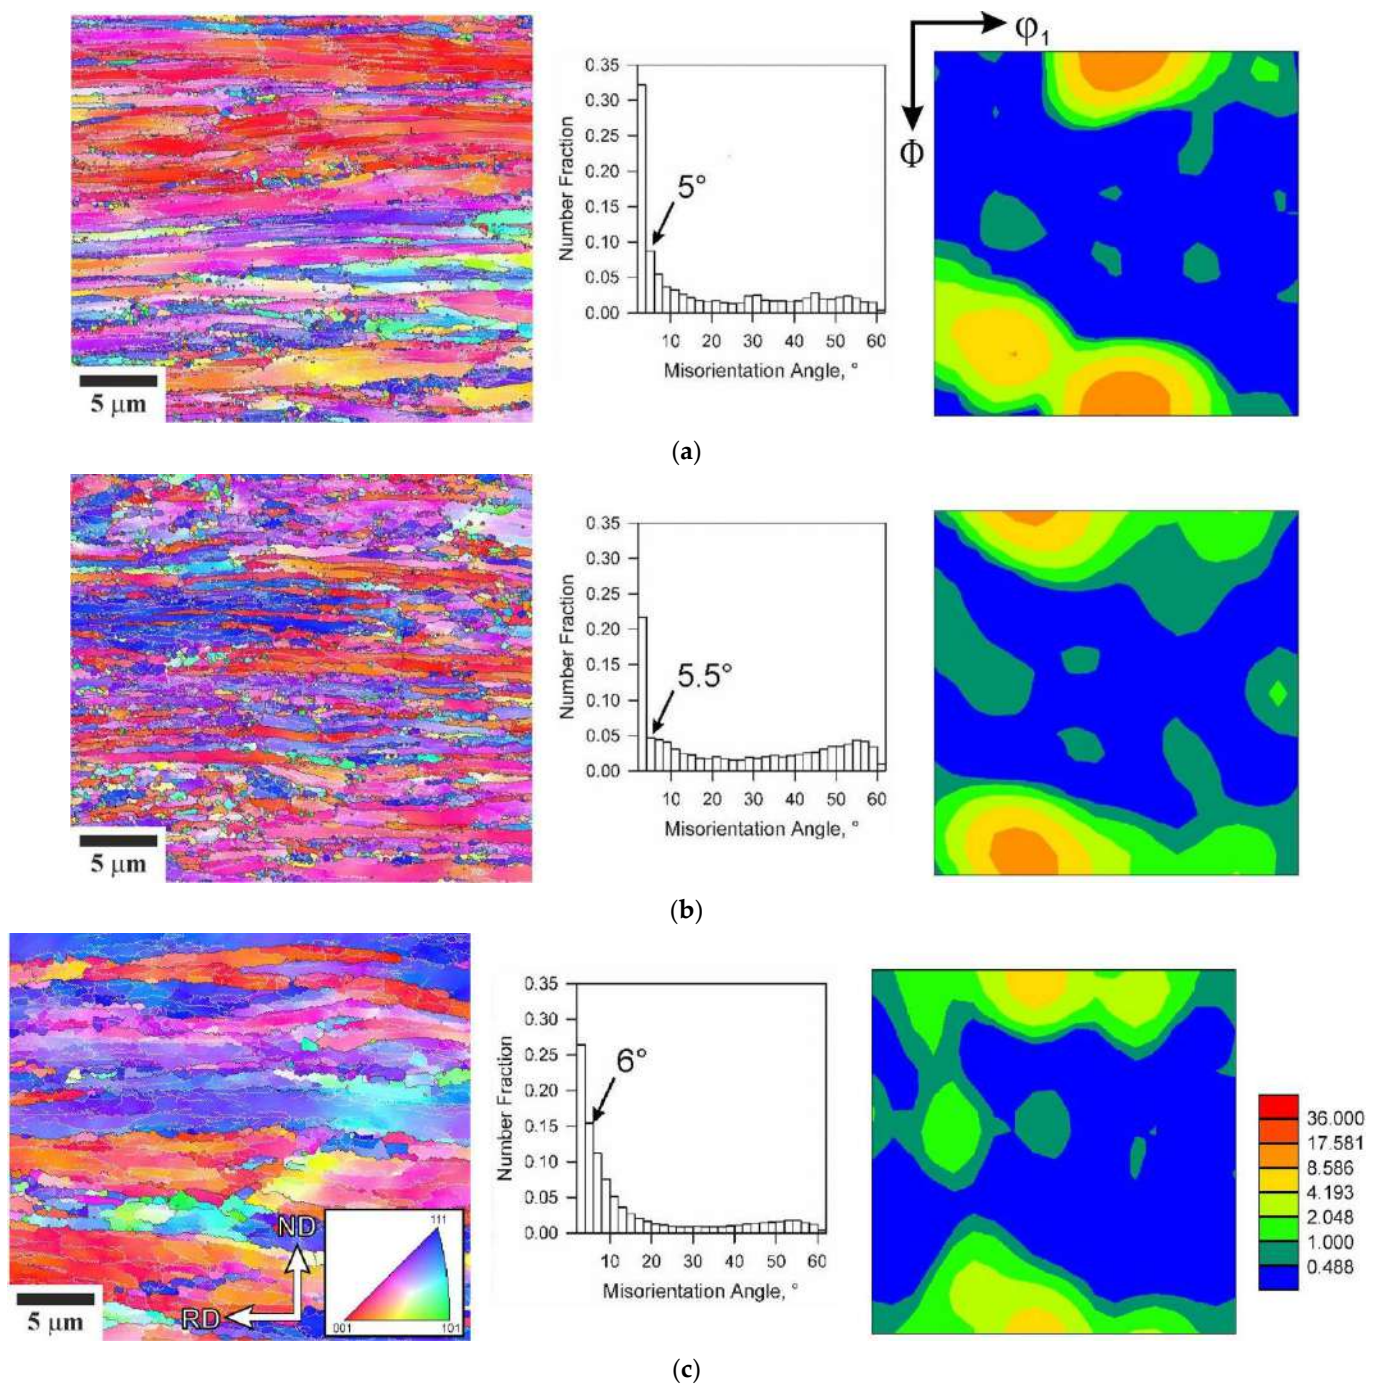 φ₁
Φ
0.35
0.30
0.25
0.20
0.15
0.10
0.05
0.00
Number Fraction
5°
10 20 30 40 50 60
Misorientation Angle, °
5 μm
(a)
0.35
0.30
0.25
0.20
0.15
0.10
0.05
0.00
Number Fraction
5.5°
10 20 30 40 50 60
Misorientation Angle, °
5 μm
(b)
0.35
0.30
0.25
0.20
0.15
0.10
0.05
0.00
Number Fraction
6°
10 20 30 40 50 60
Misorientation Angle, °
ND
RD
111
001 101
5 μm
36.000
17.581
8.586
4.193
2.048
1.000
0.488
(c)